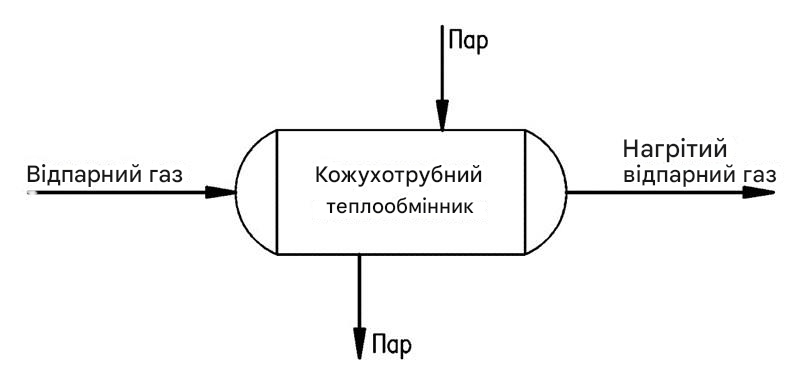 Пар
Відпарний газ
Кожухотрубний
теплообмінник
Нагрітий
відпарний газ
Пар